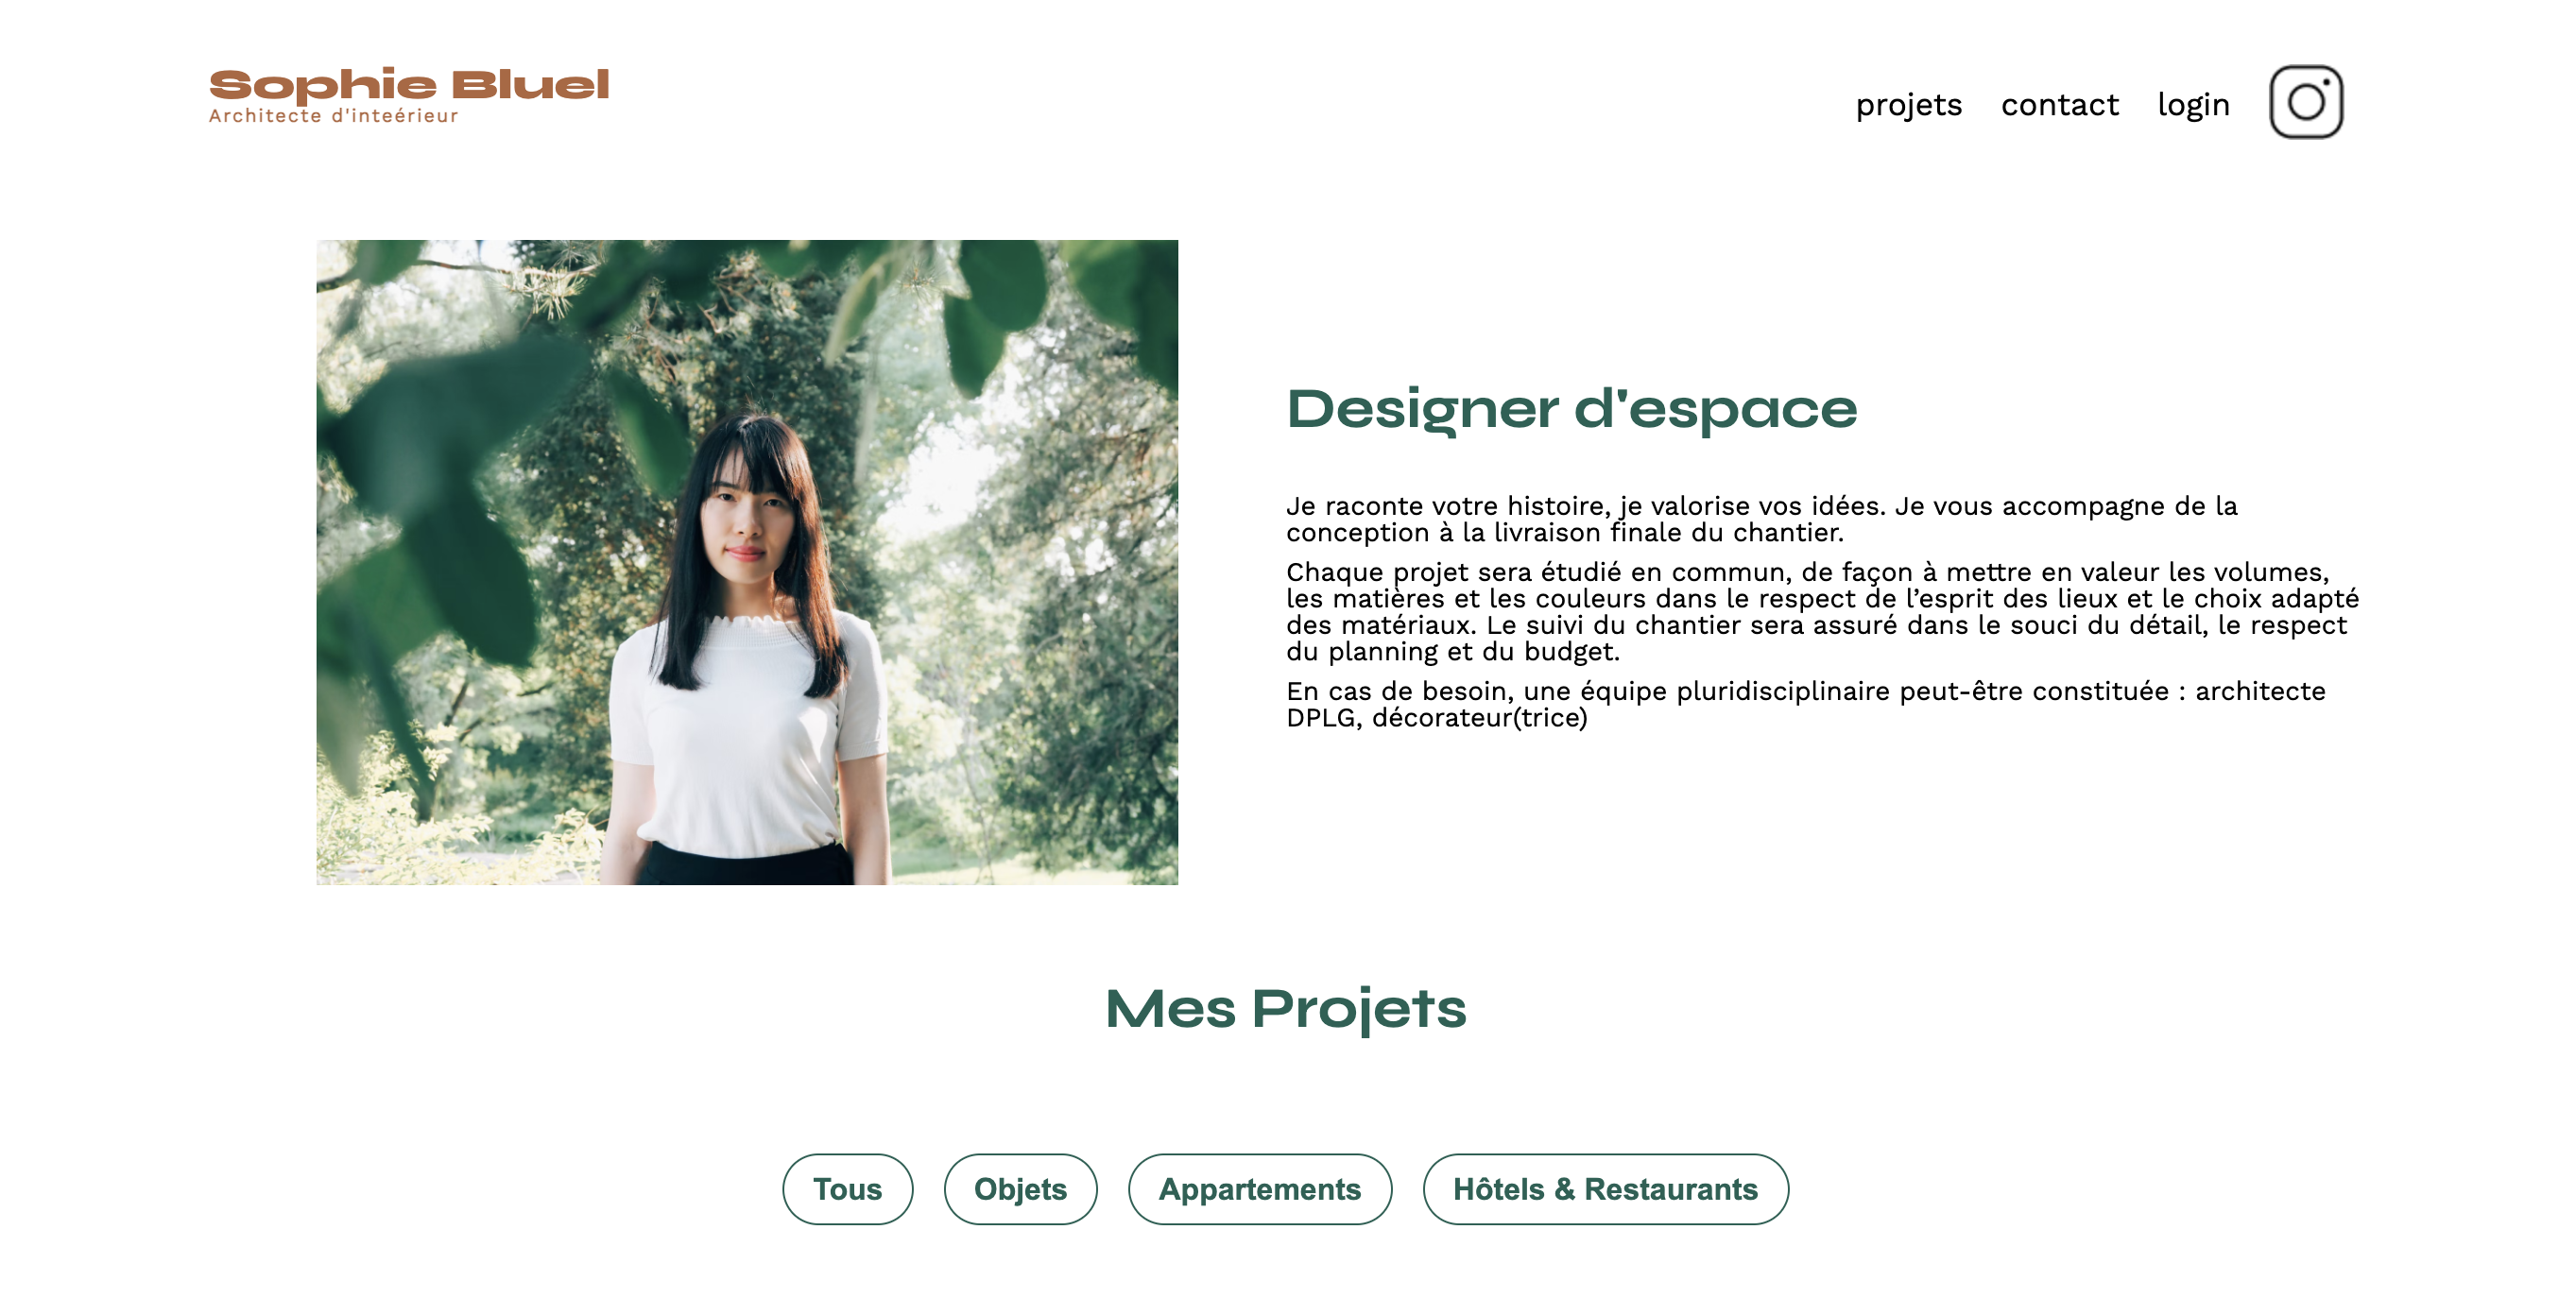 Sophie Bluel
Architecte d'inteérieur
projets contact login
Designer d'espace
Je raconte votre histoire, je valorise vos idées. Je vous accompagne de la
conception à la livraison finale du chantier.
Chaque projet sera étudié en commun, de façon à mettre en valeur les volumes,
les matières et les couleurs dans le respect de l’esprit des lieux et le choix adapté
des matériaux. Le suivi du chantier sera assuré dans le souci du détail, le respect
du planning et du budget.
En cas de besoin, une équipe pluridisciplinaire peut-être constituée : architecte
DPLG, décorateur(trice)
Mes Projets
Tous Objets Appartements Hôtels & Restaurants